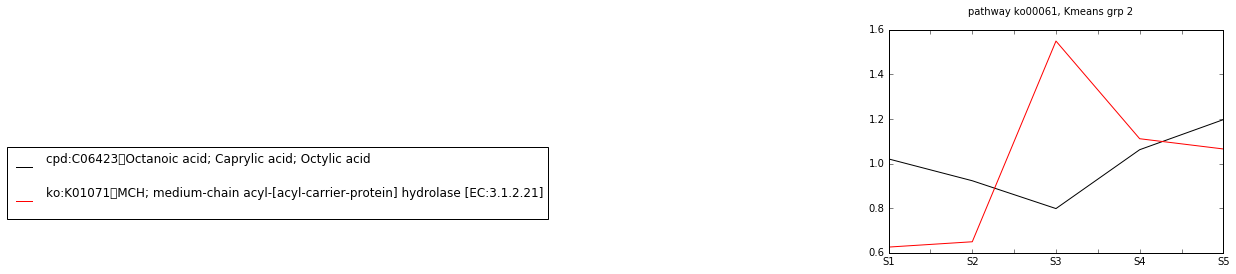 pathway ko00061, Kmeans grp 2
1.6
1.4
1.2
1.0
0.8
0.6
S1 S2 S3 S4 S5
cpd:C06423▯Octanoic acid; Caprylic acid; Octylic acid
ko:K01071▯MCH; medium-chain acyl-[acyl-carrier-protein] hydrolase [EC:3.1.2.21]